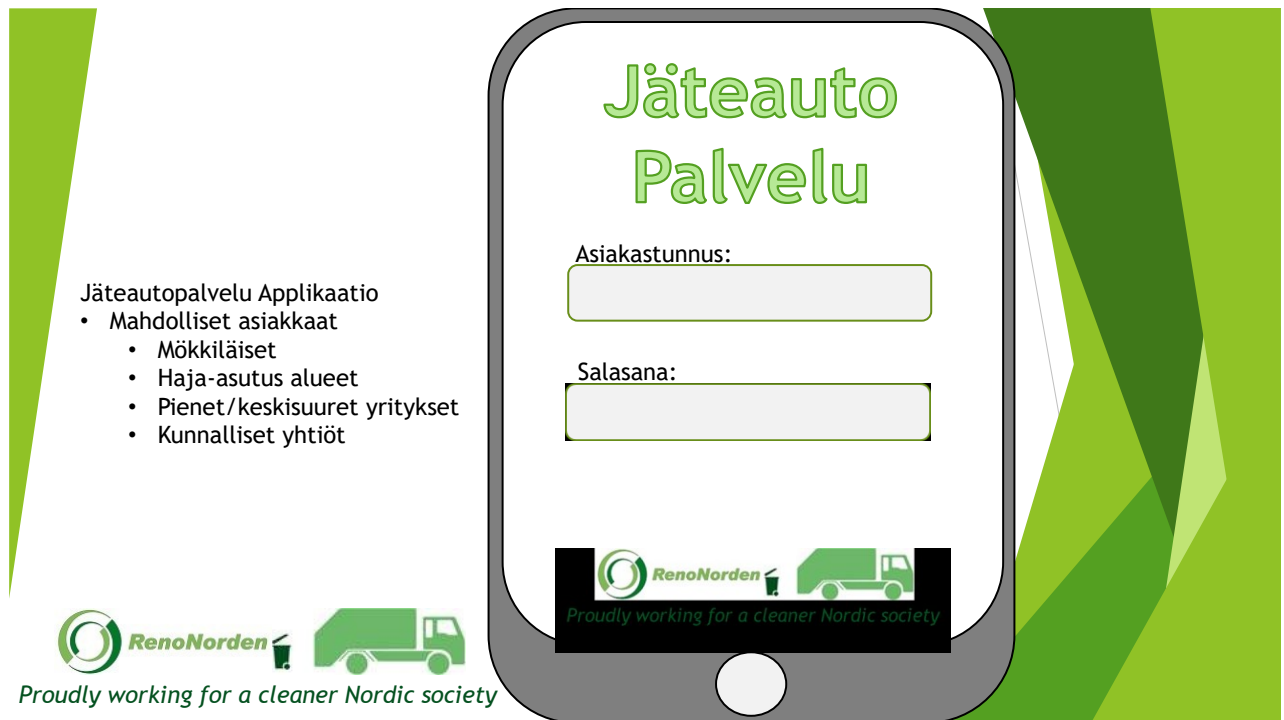 Jäteautopalvelu Applikaatio
• Mahdolliset asiakkaat
• Mökkiläiset
• Haja-asutus alueet
• Pienet/keskisuuret yritykset
• Kunnalliset yhtiöt
RenoNorden
Proudly working for a cleaner Nordic society
Jäteauto
Palvelu
Asiakastunnus:
Salasana:
RenoNorden
Proudly working for a cleaner Nordic society